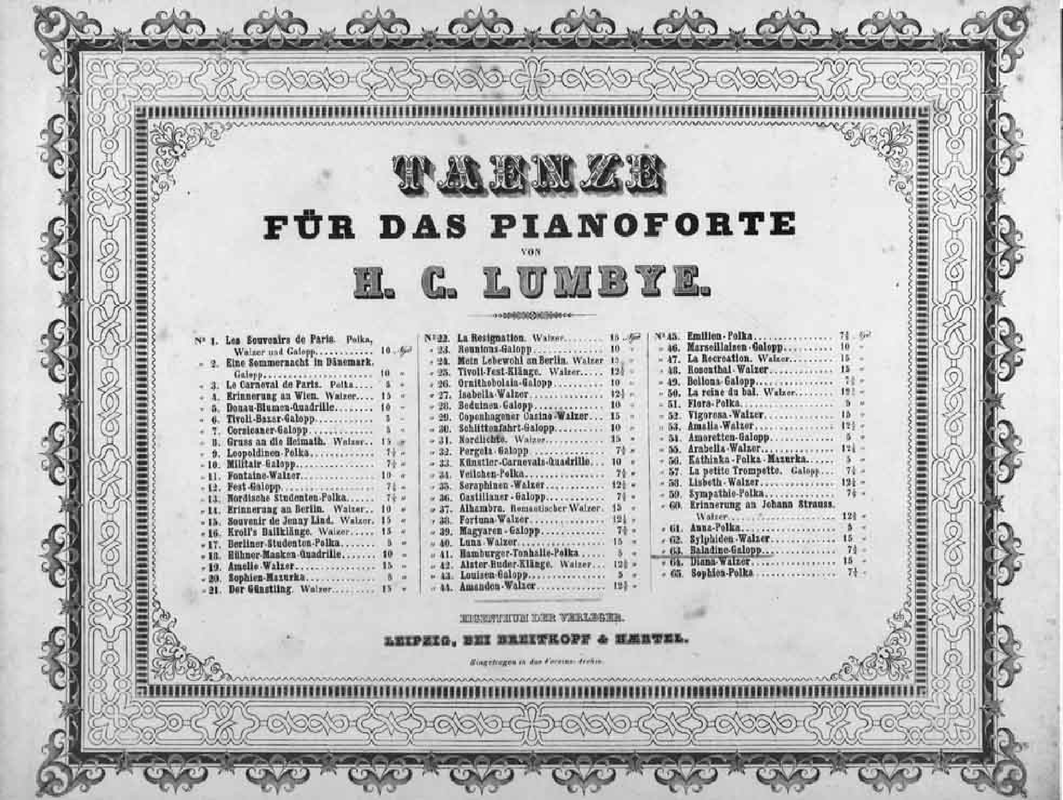 TAENZE
FÜR DAS PIANOFORTE
VON
H. C. LUMBYE.
Nº 1. Les Souvenirs de Paris. Polka,
Walzer und Galopp........... 10
" 2. Eine Sommernacht in Dänemark.
Galopp.................. 10 "
" 3. Le Carneval de Paris. Polka.... 5 "
" 4. Erinnerung an Wien. Walzer.... 15 "
" 5. Donau-Blumen-Quadrille........ 10 "
" 6. Tivoli-Bazar-Galopp........... 5 "
" 7. Corsicaner-Galopp............. 5 "
" 8. Gruss an die Heimath. Walzer.. 15 "
" 9. Leopoldinen-Polka............. 7½ "
" 10. Militair-Galopp.............. 7½ "
" 11. Fontaine-Walzer.............. 10 "
" 12. Fest-Galopp.................. 7½ "
" 13. Nordische Studenten-Polka..... 7½ "
" 14. Erinnerung an Berlin. Walzer.. 10 "
" 15. Souvenir de Jenny Lind. Walzer. 15 "
" 16. Kroll's Ballklänge. Walzer.... 15 "
" 17. Berliner-Studenten-Polka...... 5 "
" 18. Hühner-Masken-Quadrille....... 10 "
" 19. Amelie-Walzer................ 15 "
" 20. Sophien-Mazurka.............. 5 "
" 21. Der Günstling. Walzer........ 15 "
Nº 22. La Resignation. Walzer...... 15
" 23. Reunions-Galopp.............. 10 "
" 24. Mein Lebewohl an Berlin. Walzer 15 "
" 25. Tivoli-Fest-Klänge. Walzer... 12½ "
" 26. Ornithobolaia-Galopp......... 10 "
" 27. Isabella-Walzer.............. 12½ "
" 28. Beduinen-Galopp.............. 10 "
" 29. Copenhagener Casino-Walzer... 15 "
" 30. Schlittenfahrt-Galopp........ 10 "
" 31. Nordlichte. Walzer........... 15 "
" 32. Pergola-Galopp............... 7½ "
" 33. Künstler-Carnevals-Quadrille.. 10 "
" 34. Veilchen-Polka............... 7½ "
" 35. Seraphinen-Walzer............ 12½ "
" 36. Castilianer-Galopp........... 7½ "
" 37. Alhambra. Romantischer Walzer. 15 "
" 38. Fortuna-Walzer............... 12½ "
" 39. Magyaren-Galopp.............. 7½ "
" 40. Luna-Walzer.................. 15 "
" 41. Hamburger-Tonhalle-Polka..... 5 "
" 42. Alster-Ruder-Klänge. Walzer.. 12½ "
" 43. Louisen-Galopp............... 5 "
" 44. Amanden-Walzer............... 12½ "
Nº 45. Emilien-Polka............... 7½
" 46. Marseillaisen-Galopp......... 10 "
" 47. La Recreation. Walzer........ 15 "
" 48. Rosenthal-Walzer............. 15 "
" 49. Bellona-Galopp............... 7½ "
" 50. La reine du bal. Walzer...... 12½ "
" 51. Flora-Polka.................. 5 "
" 52. Vigorosa-Walzer.............. 15 "
" 53. Amalia-Walzer................ 12½ "
" 54. Amoretten-Galopp............. 5 "
" 55. Arabella-Walzer.............. 12½ "
" 56. Kathinka-Polka-Mazurka....... 5 "
" 57. La petite Trompette. Galopp.... 7½ "
" 58. Lisbeth-Walzer............... 12½ "
" 59. Sympathie-Polka.............. 7½ "
" 60. Erinnerung an Johann Strauss.
Walzer................... 12½ "
" 61. Anna-Polka................... 5 "
" 62. Sylphiden-Walzer............. 15 "
" 63. Baladine-Galopp.............. 7½ "
" 64. Diana-Walzer................. 15 "
" 65. Sophien-Polka................ 7½ "
EIGENTHUM DER VERLEGER.
LEIPZIG, BEI BREITKOPF & HÆRTEL.
Eingetragen in das Vereins-Archiv.